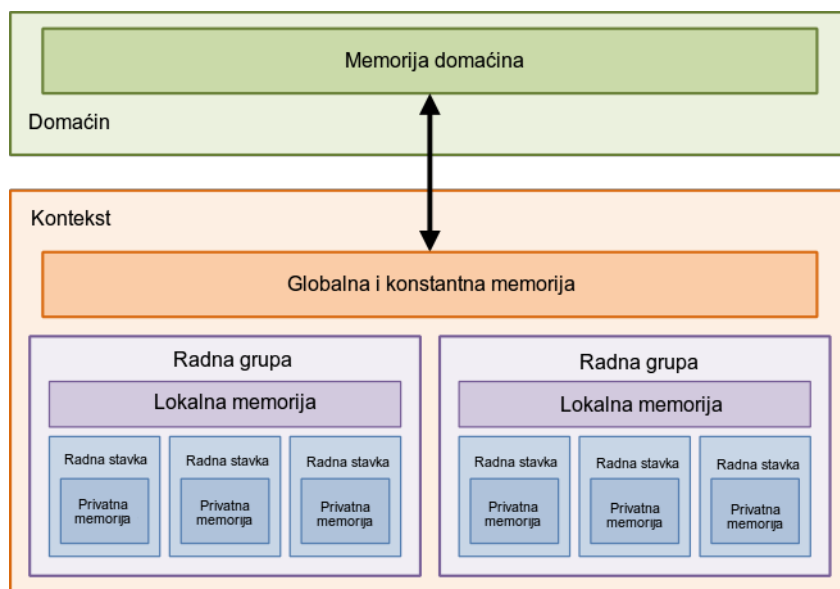 Memorija domaćina
Domaćin
Kontekst
Globalna i konstantna memorija
Radna grupa
Lokalna memorija
Radna stavka
Privatna
memorija
Radna stavka
Privatna
memorija
Radna stavka
Privatna
memorija
Radna grupa
Lokalna memorija
Radna stavka
Privatna
memorija
Radna stavka
Privatna
memorija
Radna stavka
Privatna
memorija